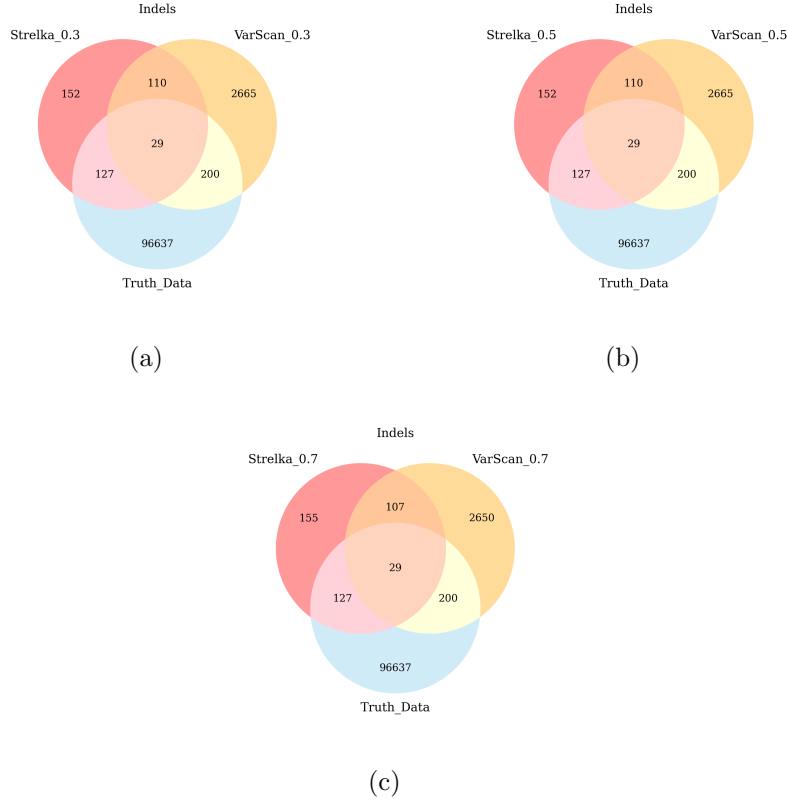 Indels
Strelka_0.3 VarScan_0.3
110
152 2665
29
127 200
96637
Truth_Data
(a)
Indels
Strelka_0.5 VarScan_0.5
110
152 2665
29
127 200
96637
Truth_Data
(b)
Indels
Strelka_0.7 VarScan_0.7
107
155 2650
29
127 200
96637
Truth_Data
(c)